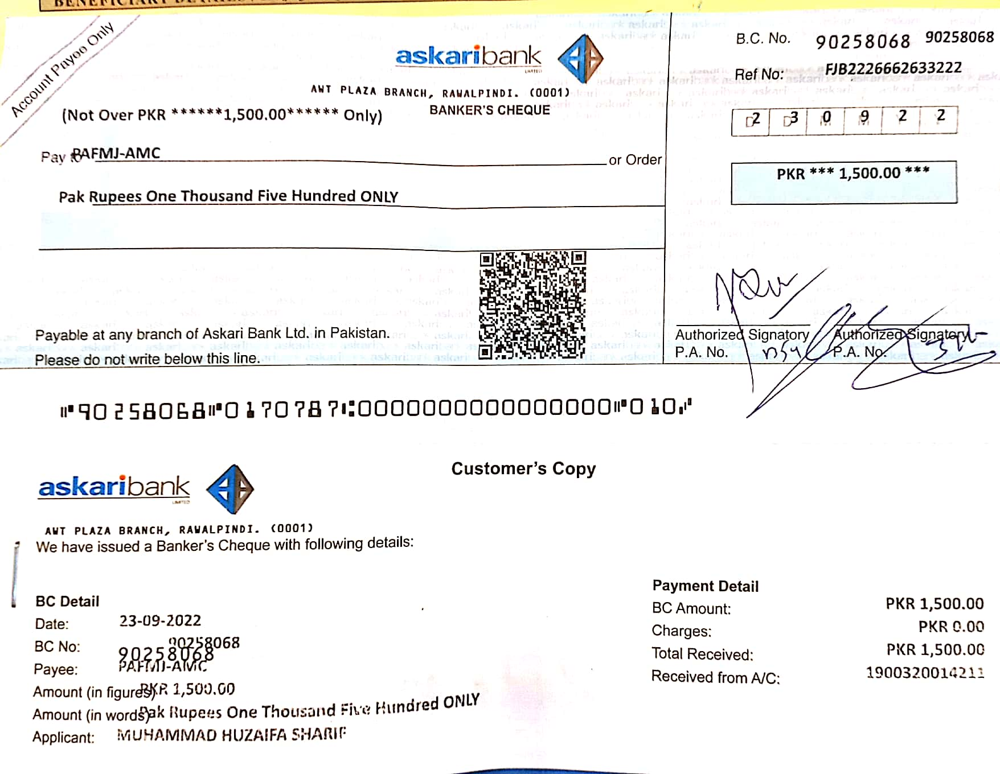 Account Payee Only
askaribank
LIMITED
AWT PLAZA BRANCH, RAWALPINDI. (0001)
(Not Over PKR ******1,500.00****** Only)
BANKER'S CHEQUE
Pay to PAFMJ-AMC or Order
Pak Rupees One Thousand Five Hundred ONLY
B.C. No. 90258068 90258068
Ref No: FJB2226662633222
2 3 0 9 2 2
PKR *** 1,500.00 ***
Payable at any branch of Askari Bank Ltd. in Pakistan.
Please do not write below this line.
Authorized Signatory
P.A. No.
Authorized Signatory
P.A. No.
⑈90258068⑈0170787⑆0000000000000000⑈010⑈
Customer's Copy
askaribank
LIMITED
AWT PLAZA BRANCH, RAWALPINDI. (0001)
We have issued a Banker's Cheque with following details:
BC Detail
Date: 23-09-2022
BC No: 90258068 90258068
Payee: PAFMJ-AMC
Amount (in figures) PKR 1,500.00
Amount (in words) Pak Rupees One Thousand Five Hundred ONLY
Applicant: MUHAMMAD HUZAIFA SHARIF
Payment Detail
BC Amount: PKR 1,500.00
Charges: PKR 0.00
Total Received: PKR 1,500.00
Received from A/C: 1900320014211